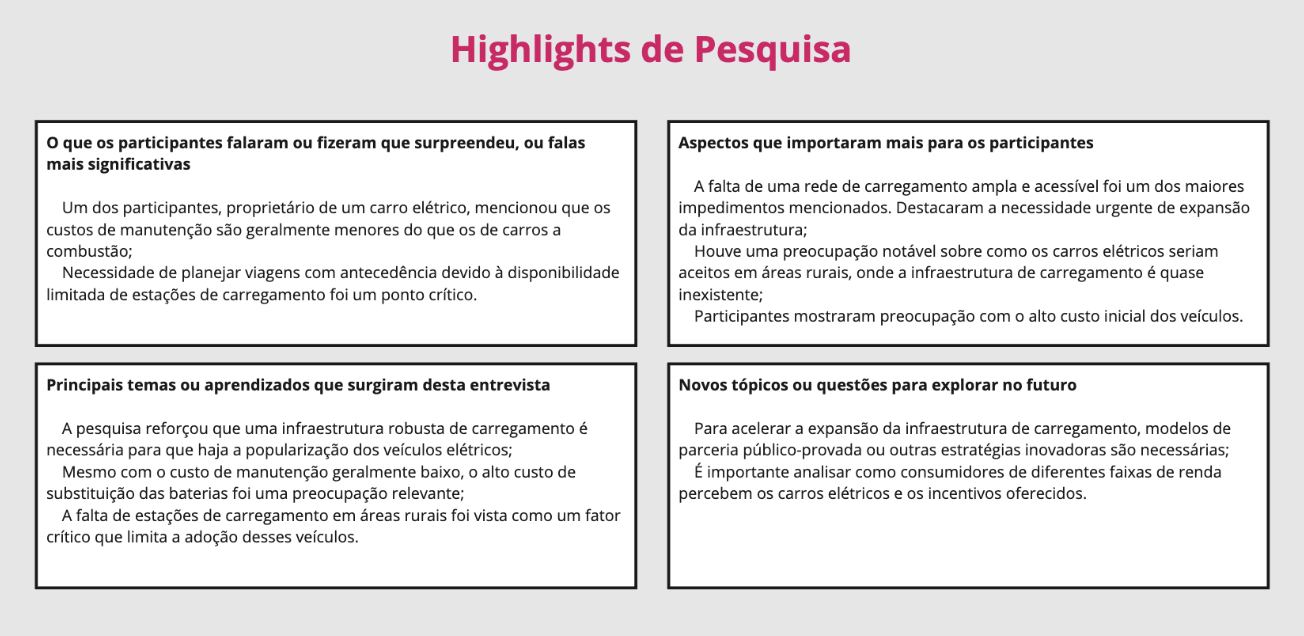 Highlights de Pesquisa
O que os participantes falaram ou fizeram que surpreendeu, ou falas
mais significativas
Um dos participantes, proprietário de um carro elétrico, mencionou que os
custos de manutenção são geralmente menores do que os de carros a
combustão;
Necessidade de planejar viagens com antecedência devido à disponibilidade
limitada de estações de carregamento foi um ponto crítico.
Aspectos que importaram mais para os participantes
A falta de uma rede de carregamento ampla e acessível foi um dos maiores
impedimentos mencionados. Destacaram a necessidade urgente de expansão
da infraestrutura;
Houve uma preocupação notável sobre como os carros elétricos seriam
aceitos em áreas rurais, onde a infraestrutura de carregamento é quase
inexistente;
Participantes mostraram preocupação com o alto custo inicial dos veículos.
Principais temas ou aprendizados que surgiram desta entrevista
A pesquisa reforçou que uma infraestrutura robusta de carregamento é
necessária para que haja a popularização dos veículos elétricos;
Mesmo com o custo de manutenção geralmente baixo, o alto custo de
substituição das baterias foi uma preocupação relevante;
A falta de estações de carregamento em áreas rurais foi vista como um fator
crítico que limita a adoção desses veículos.
Novos tópicos ou questões para explorar no futuro
Para acelerar a expansão da infraestrutura de carregamento, modelos de
parceria público-provada ou outras estratégias inovadoras são necessárias;
É importante analisar como consumidores de diferentes faixas de renda
percebem os carros elétricos e os incentivos oferecidos.